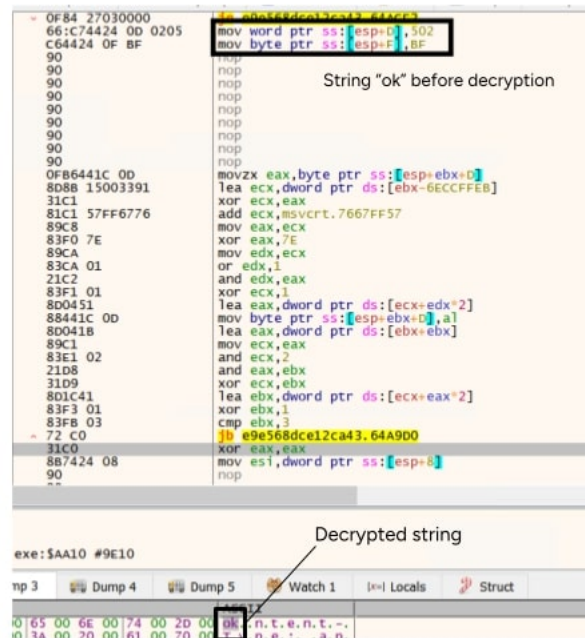 0F84 27030000 je e9e568dce12ca43.64ACF2
66:C74424 0D 0205 mov word ptr ss:[esp+D],502
C64424 0F BF mov byte ptr ss:[esp+F],BF
90 nop
90 nop
String "ok" before decryption
90 nop
90 nop
90 nop
90 nop
90 nop
90 nop
90 nop
0FB6441C 0D movzx eax,byte ptr ss:[esp+ebx+D]
8D8B 15003391 lea ecx,dword ptr ds:[ebx-6ECCFFEB]
31C1 xor ecx,eax
81C1 57FF6776 add ecx,msvcrt.7667FF57
89C8 mov eax,ecx
83F0 7E xor eax,7E
89CA mov edx,ecx
83CA 01 or edx,1
21C2 and edx,eax
83F1 01 xor ecx,1
8D0451 lea eax,dword ptr ds:[ecx+edx*2]
88441C 0D mov byte ptr ss:[esp+ebx+D],al
8D041B lea eax,dword ptr ds:[ebx+ebx]
89C1 mov ecx,eax
83E1 02 and ecx,2
21D8 and eax,ebx
31D9 xor ecx,ebx
8D1C41 lea ebx,dword ptr ds:[ecx+eax*2]
83F3 01 xor ebx,1
83FB 03 cmp ebx,3
72 C0 jb e9e568dce12ca43.64A9D0
31C0 xor eax,eax
8B7424 08 mov esi,dword ptr ss:[esp+8]
90 nop
Decrypted string
exe:$AA10 #9E10
mp 3 Dump 4 Dump 5 Watch 1 [x=] Locals Struct
ASCII
00 65 00 6E 00 74 00 2D 00 ok..n.t.e.n.t.-.